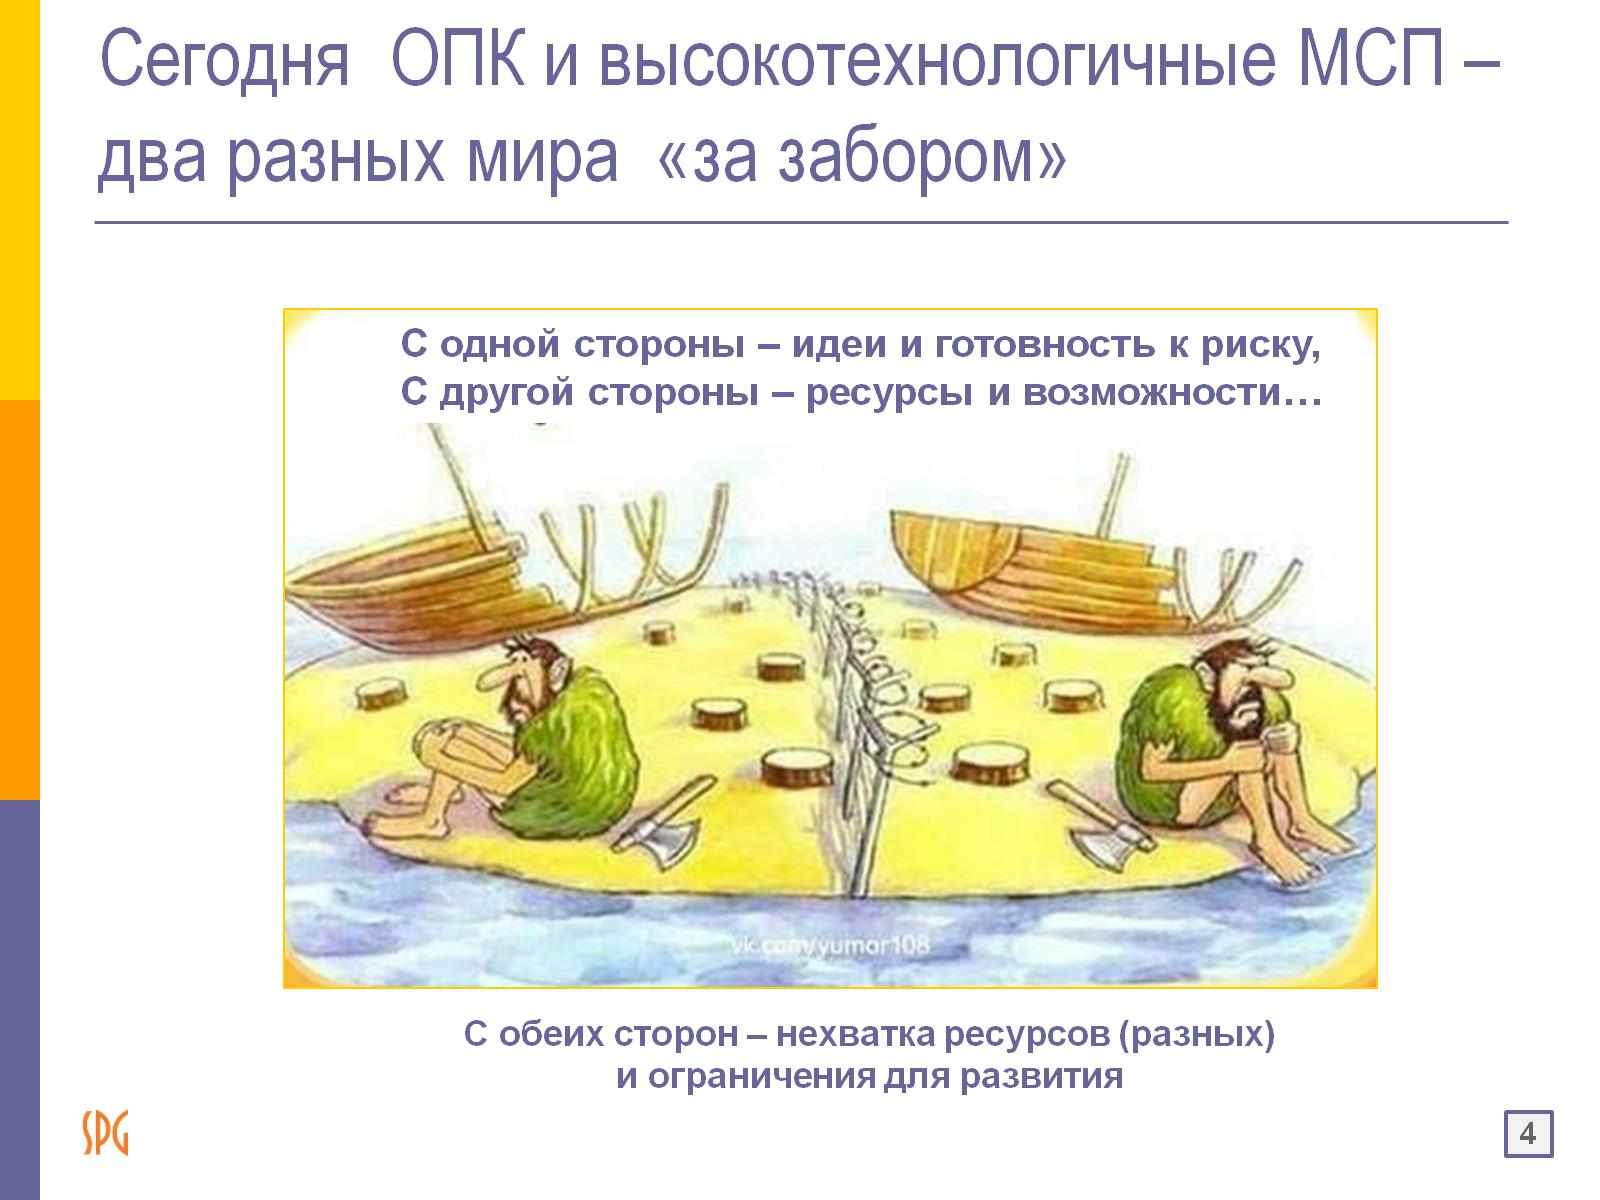 Сегодня ОПК и высокотехнологичные МСП –
два разных мира «за забором»
С одной стороны – идеи и готовность к риску,
С другой стороны – ресурсы и возможности…
vk.com/yumor108
С обеих сторон – нехватка ресурсов (разных)
и ограничения для развития
SPG
4